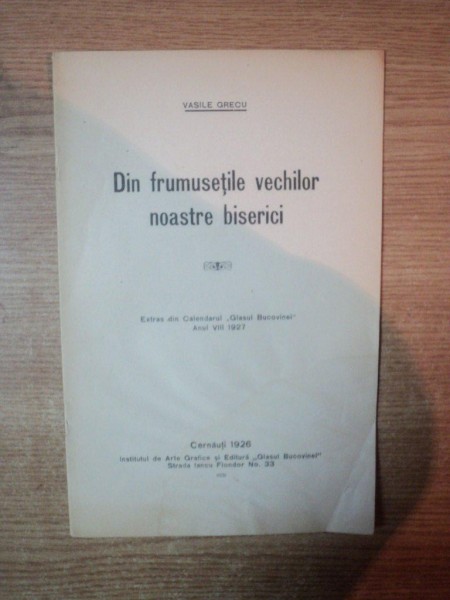 VASILE GRECU
Din frumusețile vechilor
noastre biserici
Extras din Calendarul „Glasul Bucovinei"
Anul VIII 1927
Cernăuți 1926
Institutul de Arte Grafice și Editură „Glasul Bucovinei"
Strada Iancu Flondor No. 33